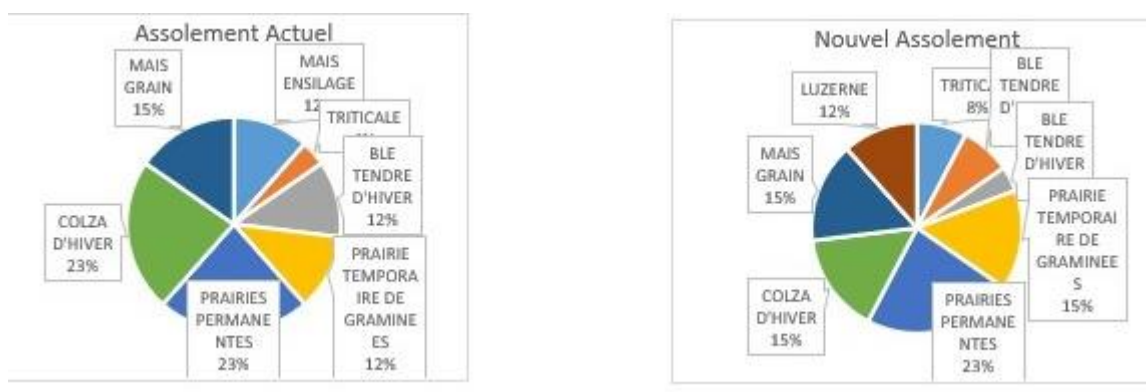 Assolement Actuel
MAIS
GRAIN
15%
MAIS
ENSILAGE
TRITICALE
BLE
TENDRE
D'HIVER
12%
COLZA
D'HIVER
23%
PRAIRIES
PERMANE
NTES
23%
PRAIRIE
TEMPORA
IRE DE
GRAMINE
ES
12%
Nouvel Assolement
LUZERNE
12%
8%
BLE
TENDRE
BLE
TENDRE
D'HIVER
MAIS
GRAIN
15%
PRAIRIE
TEMPORAI
RE DE
GRAMINEE
S
15%
COLZA
D'HIVER
15%
PRAIRIES
PERMANE
NTES
23%